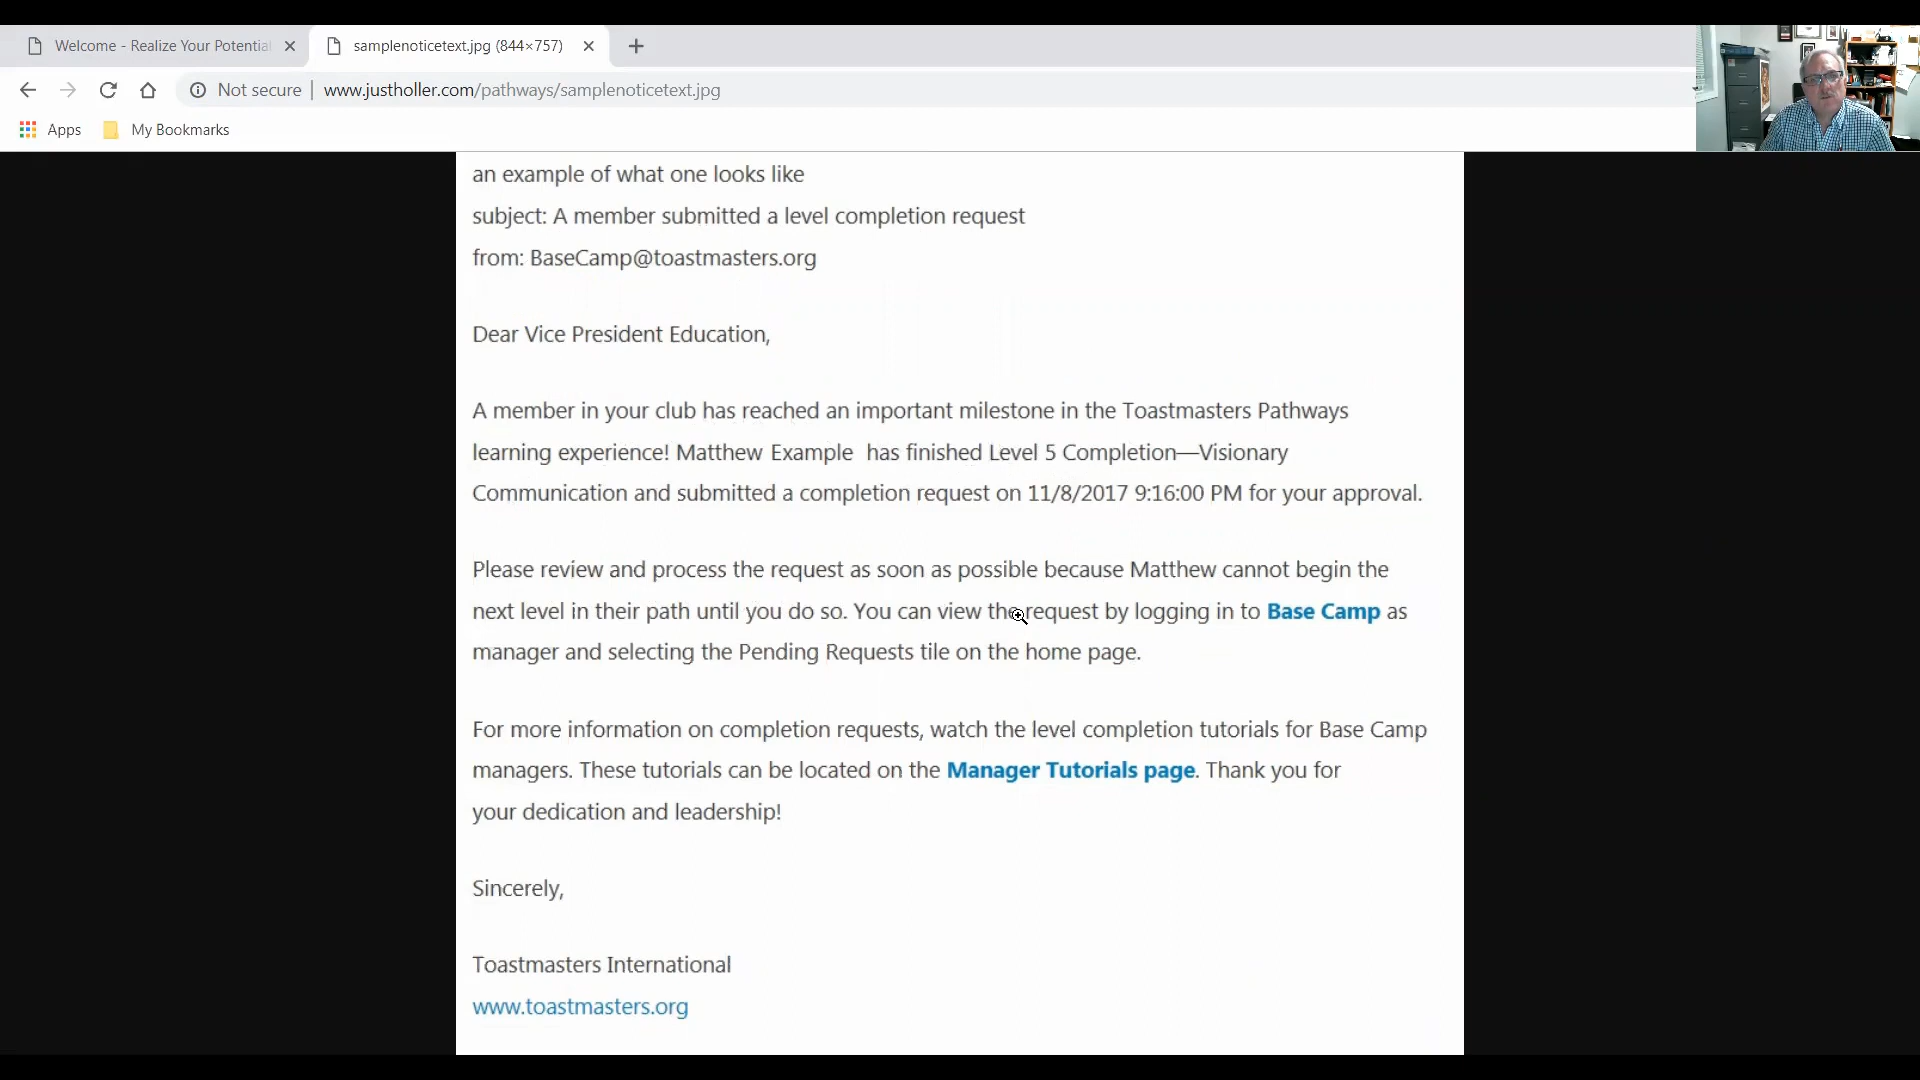 Welcome - Realize Your Potential
samplenoticetext.jpg (844×757)
Not secure | www.justholler.com/pathways/samplenoticetext.jpg
Apps
My Bookmarks
an example of what one looks like
subject: A member submitted a level completion request
from: BaseCamp@toastmasters.org
Dear Vice President Education,
A member in your club has reached an important milestone in the Toastmasters Pathways
learning experience! Matthew Example has finished Level 5 Completion—Visionary
Communication and submitted a completion request on 11/8/2017 9:16:00 PM for your approval.
Please review and process the request as soon as possible because Matthew cannot begin the
next level in their path until you do so. You can view the request by logging in to Base Camp as
manager and selecting the Pending Requests tile on the home page.
For more information on completion requests, watch the level completion tutorials for Base Camp
managers. These tutorials can be located on the Manager Tutorials page. Thank you for
your dedication and leadership!
Sincerely,
Toastmasters International
www.toastmasters.org